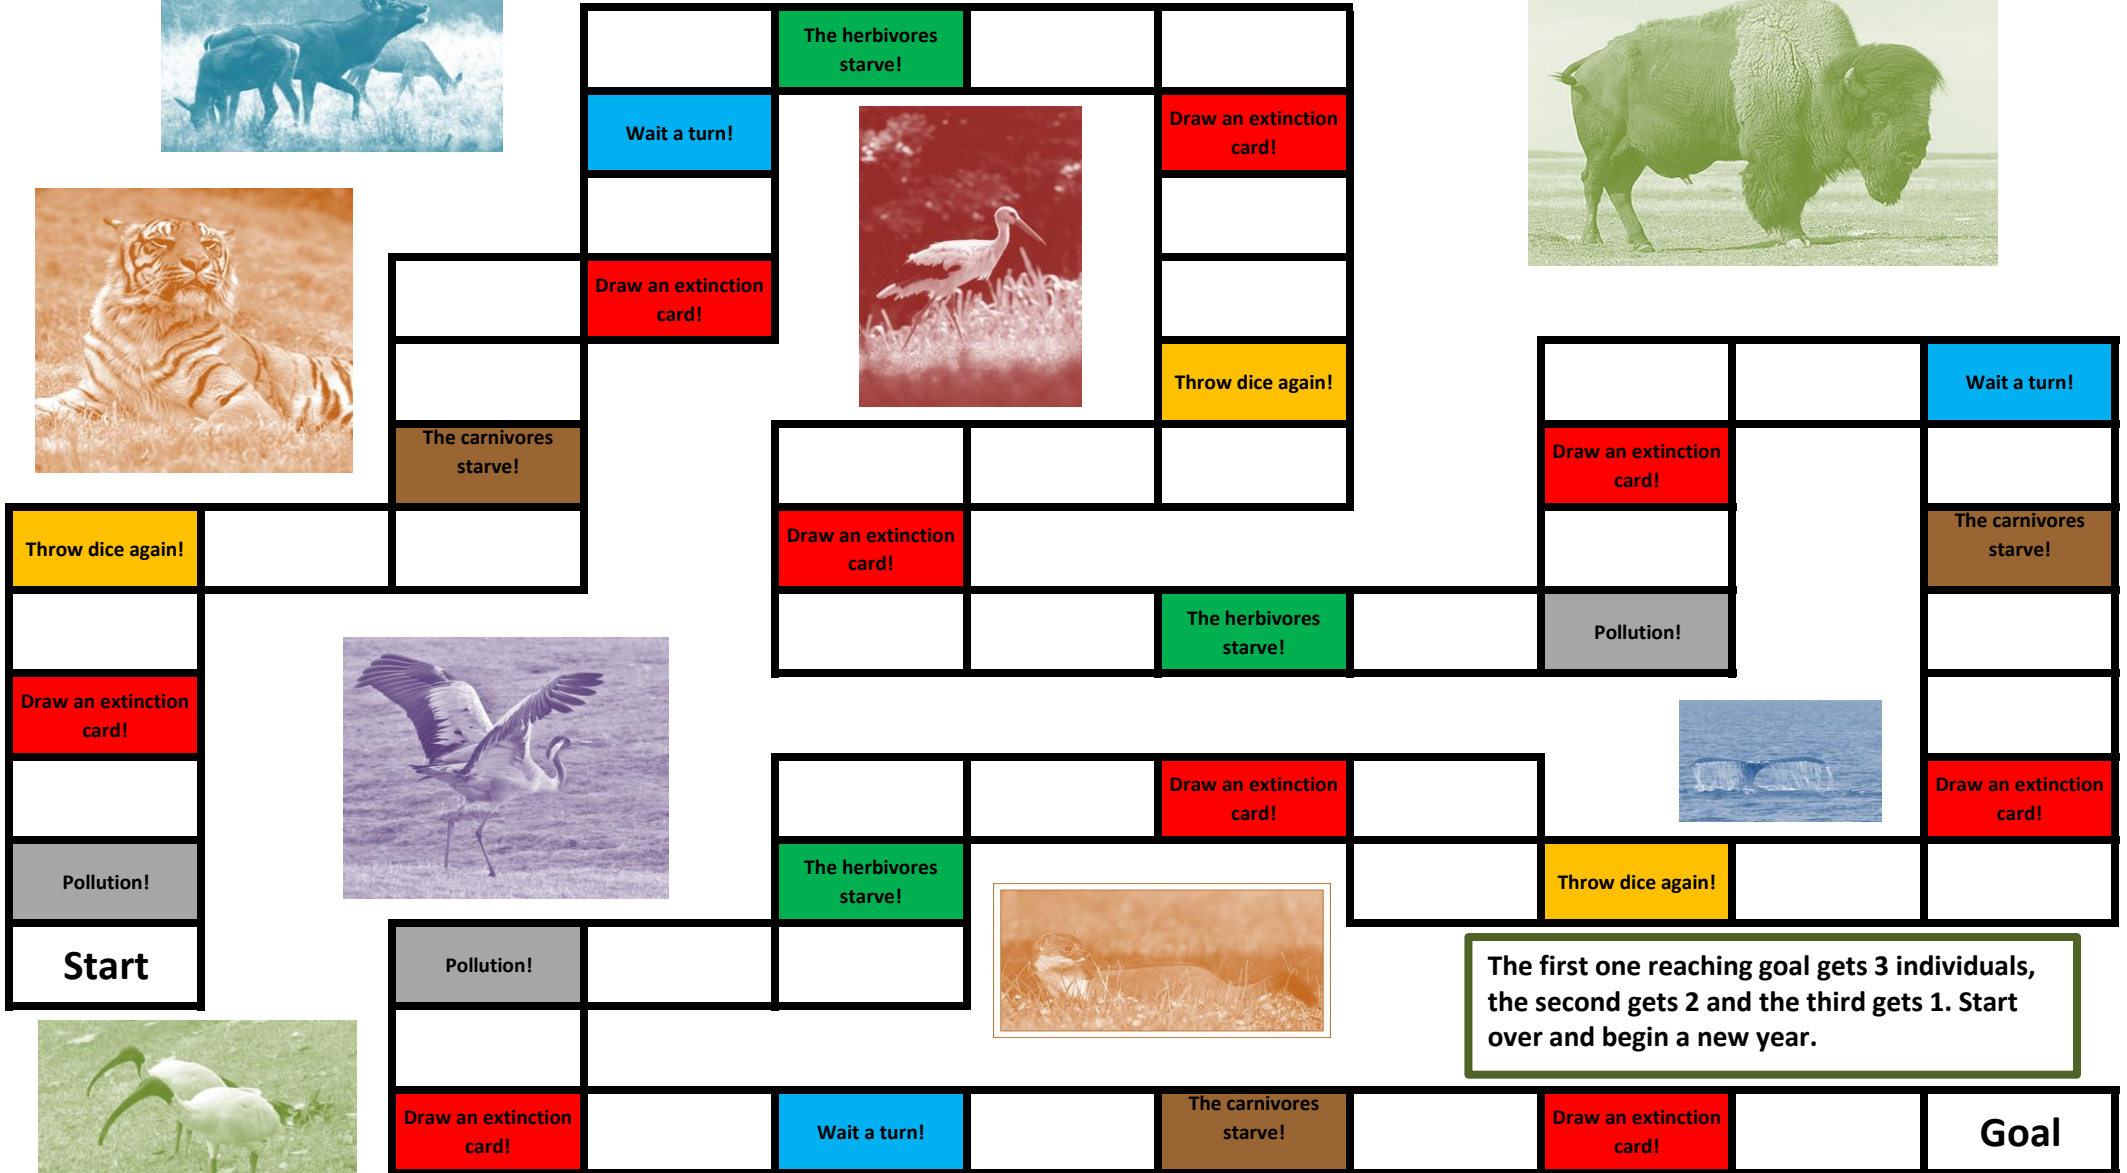 The herbivores
starve!
Wait a turn!
Draw an extinction
card!
Draw an extinction
card!
Throw dice again!
Wait a turn!
The carnivores
starve!
Draw an extinction
card!
Throw dice again!
Draw an extinction
card!
The carnivores
starve!
The herbivores
starve!
Pollution!
Draw an extinction
card!
Draw an extinction
card!
Draw an extinction
card!
Pollution!
The herbivores
starve!
Throw dice again!
Start
Pollution!
The first one reaching goal gets 3 individuals,
the second gets 2 and the third gets 1. Start
over and begin a new year.
Draw an extinction
card!
Wait a turn!
The carnivores
starve!
Draw an extinction
card!
Goal